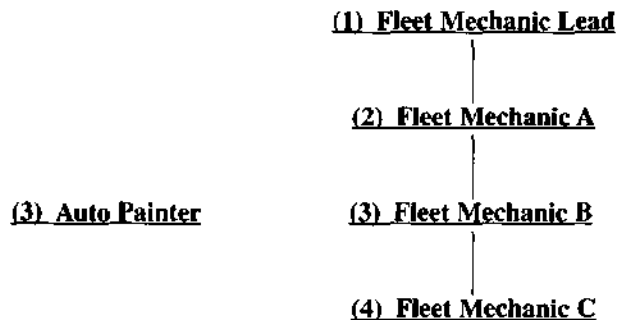 (1) Fleet Mechanic Lead
(2) Fleet Mechanic A
(3) Auto Painter (3) Fleet Mechanic B
(4) Fleet Mechanic C